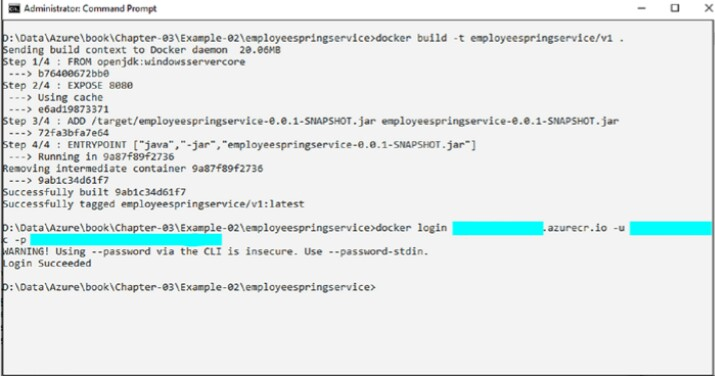 Administrator: Command Prompt
D:\Data\Azure\book\Chapter-03\Example-02\employeespringservice>docker build -t employeespringservice/v1 .
Sending build context to Docker daemon  20.06MB
Step 1/4 : FROM openjdk:windowsservercore
 ---> b76400672bb0
Step 2/4 : EXPOSE 8080
 ---> Using cache
 ---> e6ad19873371
Step 3/4 : ADD /target/employeespringservice-0.0.1-SNAPSHOT.jar employeespringservice-0.0.1-SNAPSHOT.jar
 ---> 72fa3bfa7e64
Step 4/4 : ENTRYPOINT ["java","-jar","employeespringservice-0.0.1-SNAPSHOT.jar"]
 ---> Running in 9a87f89f2736
Removing intermediate container 9a87f89f2736
 ---> 9ab1c34d61f7
Successfully built 9ab1c34d61f7
Successfully tagged employeespringservice/v1:latest
D:\Data\Azure\book\Chapter-03\Example-02\employeespringservice>docker login .azurecr.io -u
c -p
WARNING! Using --password via the CLI is insecure. Use --password-stdin.
Login Succeeded
D:\Data\Azure\book\Chapter-03\Example-02\employeespringservice>